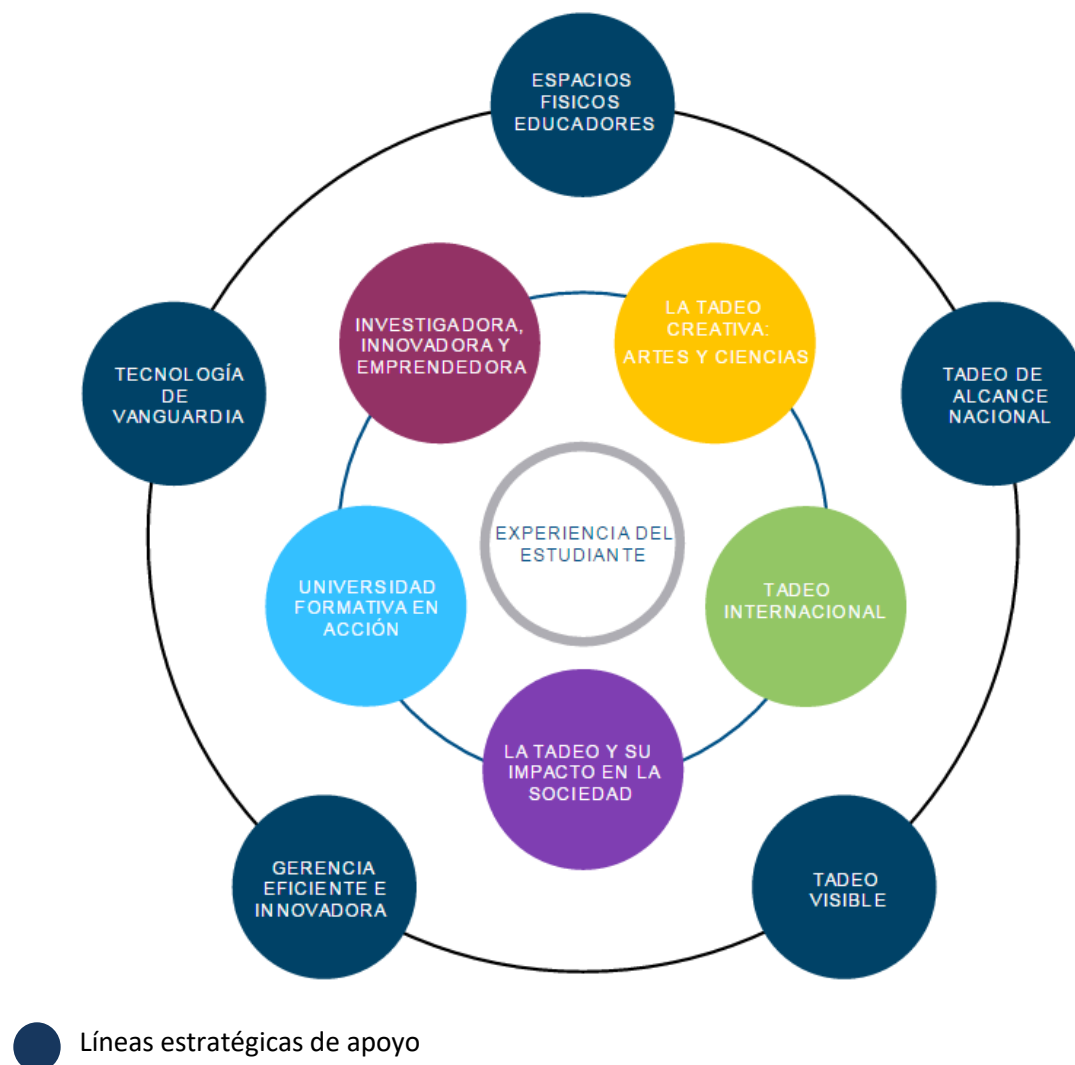 ESPACIOS
FISICOS
EDUCADORES
INVESTIGADORA,
INNOVADORA Y
EMPRENDEDORA
LA TADEO
CREATIVA:
ARTES Y CIENCIAS
TECNOLOGÍA
DE
VANGUARDIA
TADEO DE
ALCANCE
NACIONAL
EXPERIENCIA DEL
ESTUDIANTE
UNIVERSIDAD
FORMATIVA EN
ACCIÓN
TADEO
INTERNACIONAL
LA TADEO Y SU
IMPACTO EN LA
SOCIEDAD
GERENCIA
EFICIENTE E
INNOVADORA
TADEO
VISIBLE
Líneas estratégicas de apoyo